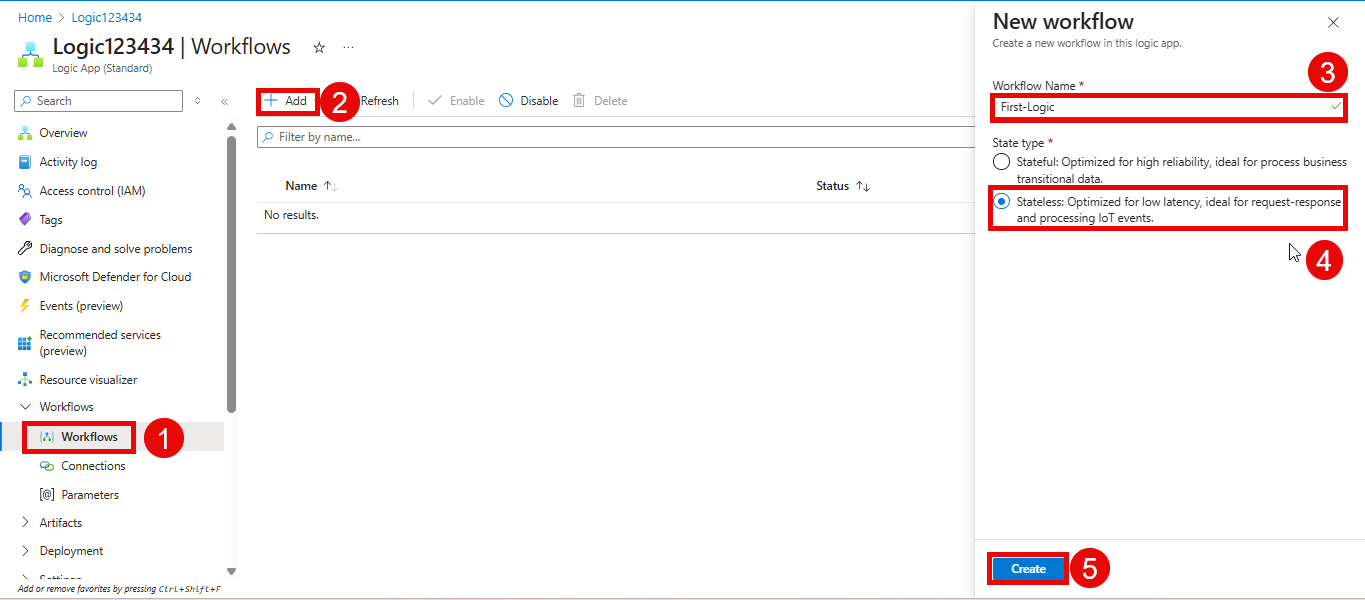 Home > Logic123434
Logic123434 | Workflows
Logic App (Standard)
Search
Overview
Activity log
Access control (IAM)
Tags
Diagnose and solve problems
Microsoft Defender for Cloud
Events (preview)
Recommended services
(preview)
Resource visualizer
Workflows
Workflows
1
Connections
[@] Parameters
Artifacts
Deployment
Settings
Add or remove favorites by pressing Ctrl+Shift+F
Add 2 Refresh Enable Disable Delete
Filter by name...
Name Status
No results.
New workflow
Create a new workflow in this logic app.
3
Workflow Name *
First-Logic
State type *
Stateful: Optimized for high reliability, ideal for process business
transitional data.
Stateless: Optimized for low latency, ideal for request-response
and processing IoT events.
4
Create 5